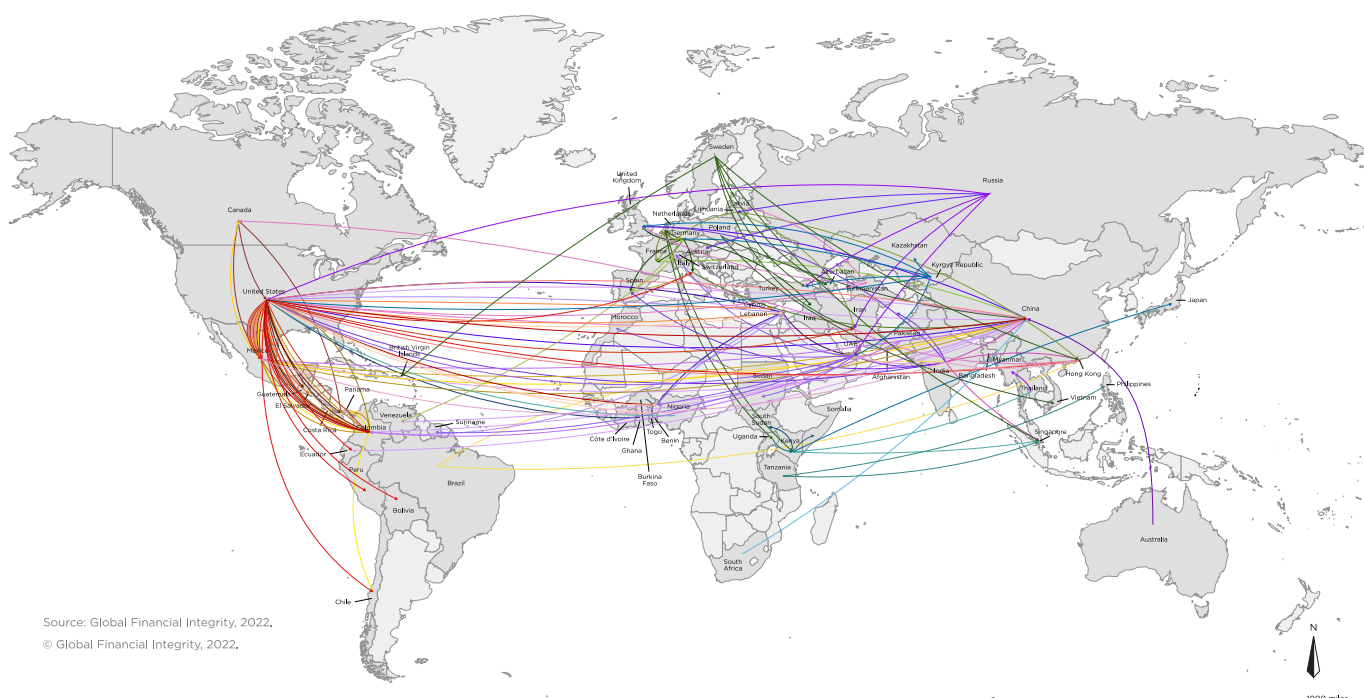 Sweden
United
Kingdom
Russia
Canada
Latvia
Lithuania
Netherlands
Poland
Germany
Kazakhstan
France
Austria
Italy
Switzerland
Kyrgyz Republic
Azerbaijan
Spain
Turkey
Turkmenistan
United States
Japan
Cyprus
Lebanon
Iran
China
Morocco
Iraq
Pakistan
British Virgin
Islands
UAE
Mexico
Myanmar
Hong Kong
Afghanistan
India
Bangladesh
Sudan
Thailand
Philippines
Guatemala
Panama
Vietnam
El Salvador
Nigeria
Somalia
Venezuela
Suriname
Costa Rica
Colombia
South
Sudan
Singapore
Togo
Côte d'Ivoire
Benin
Uganda
Kenya
Ecuador
Ghana
Tanzania
Peru
Burkina
Faso
Brazil
Bolivia
Australia
South
Africa
Chile
Source: Global Financial Integrity, 2022.
© Global Financial Integrity, 2022.
N